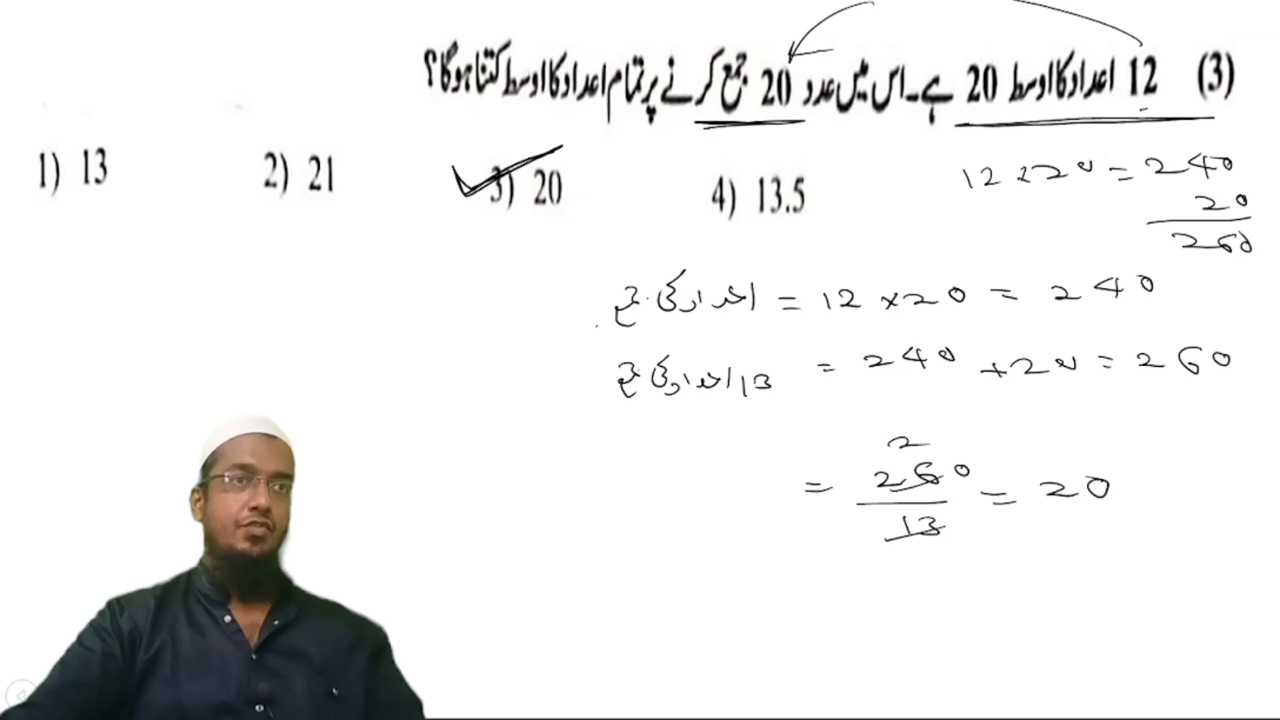 (3) 12 اعداد کا اوسط 20 ہے۔ اس میں عدد 20 جمع کرنے پر تمام اعداد کا اوسط کتنا ہوگا؟
1) 13 2) 21 3) 20 4) 13.5
12 × 20 = 240
20
260
اعداد کی جمع = 12 × 20 = 240
13 اعداد کی جمع = 240 + 20 = 260
2
= 260 / 13 = 20